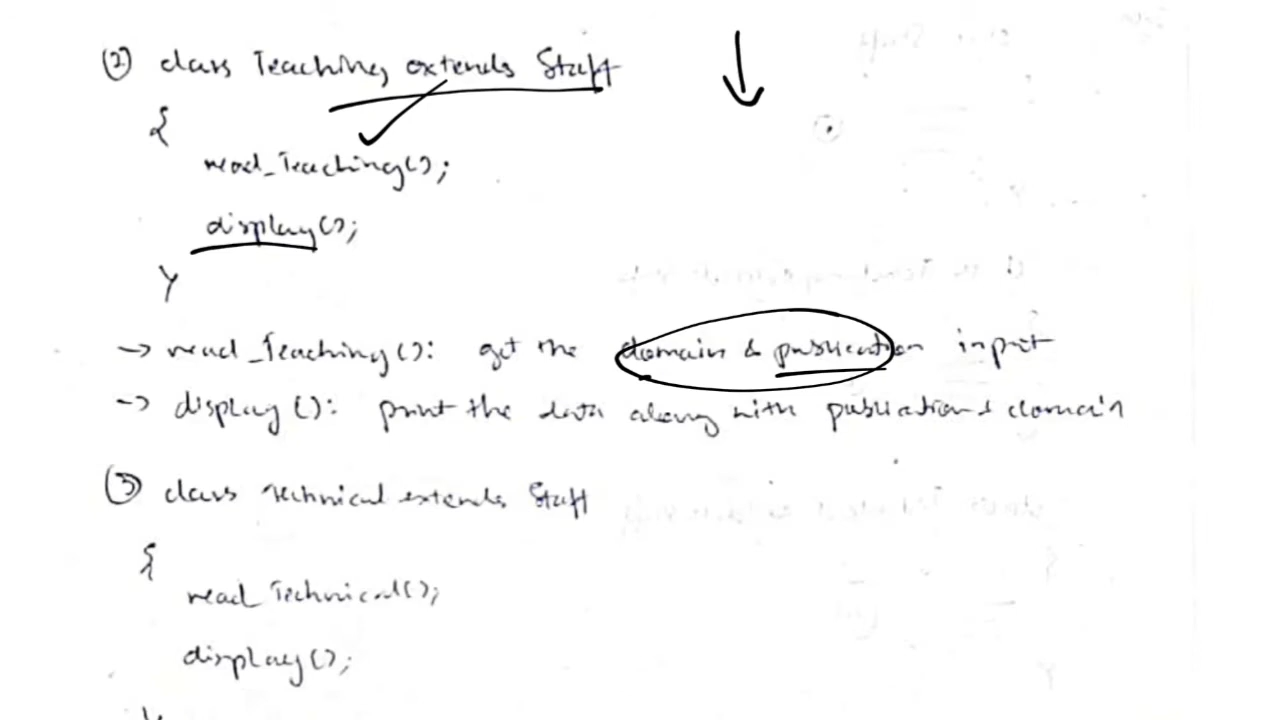 ② class Teaching extends Staff
{
read_Teaching();
display();
}
→ read_Teaching(): get the domain & publication input
→ display(): print the data along with publication & domain
③ class Technical extends Staff
{
read_Technical();
display();
}